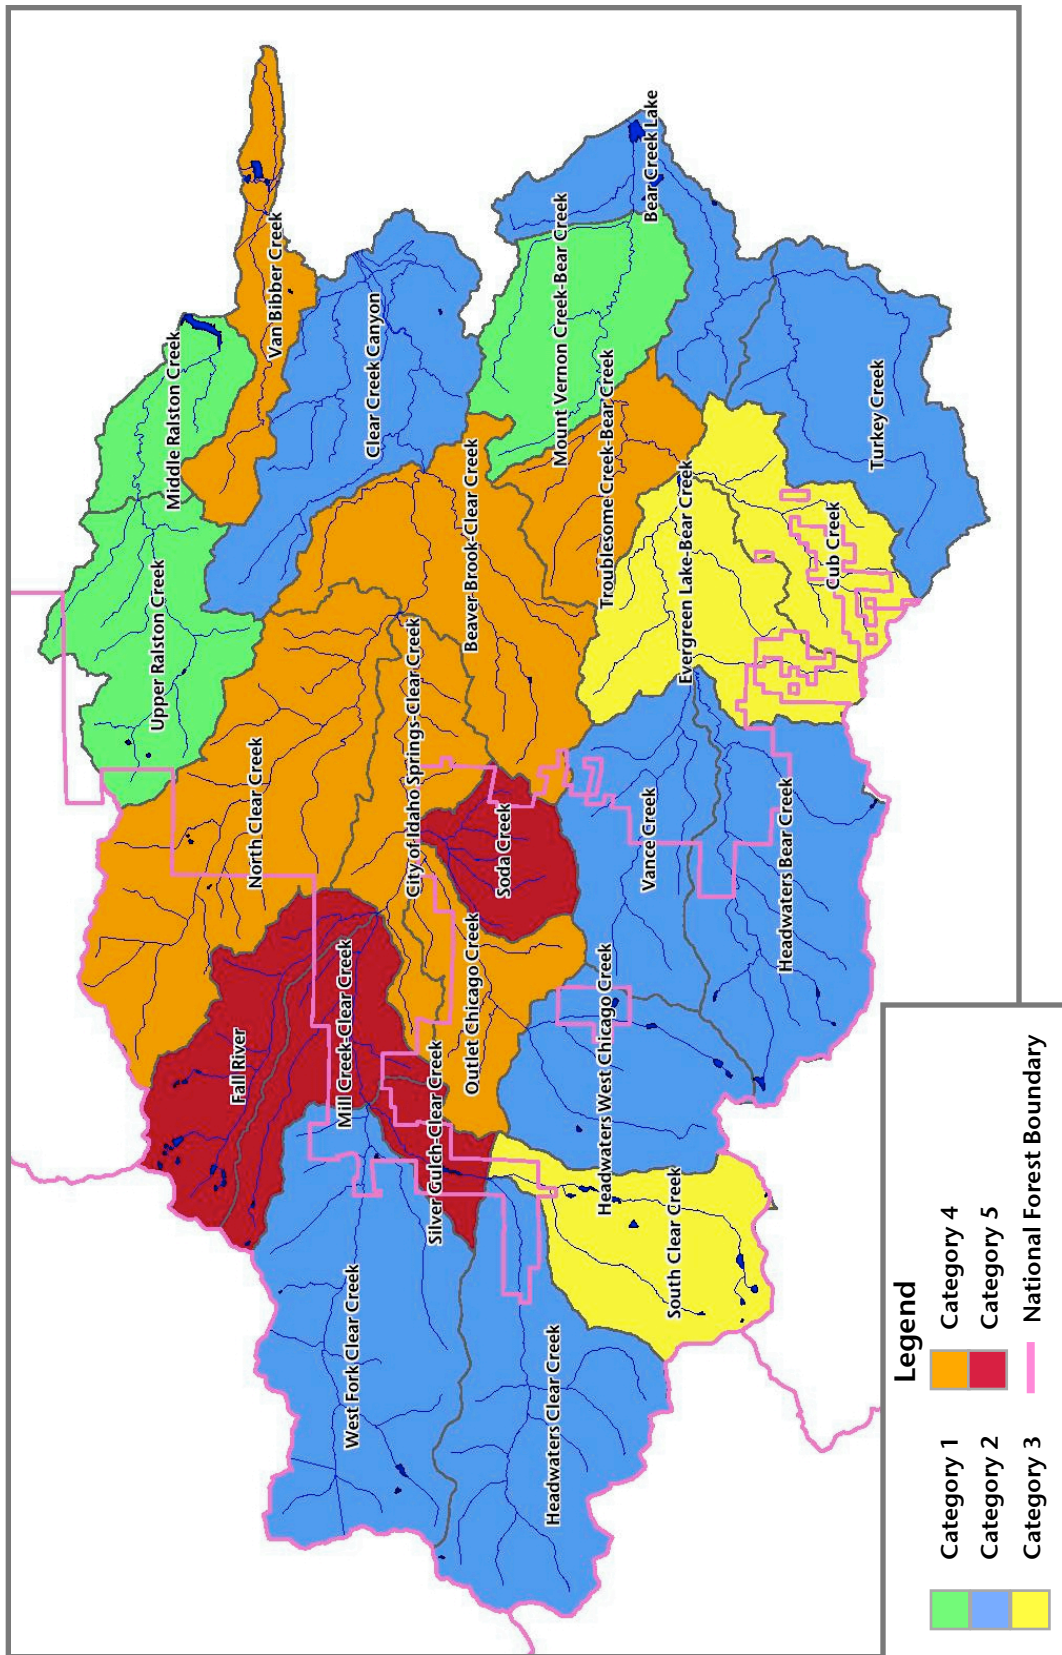 Van Bibber Creek
Middle Ralston Creek
Upper Ralston Creek
Clear Creek Canyon
Bear Creek Lake
Mount Vernon Creek-Bear Creek
Beaver Brook-Clear Creek
Troublesome Creek-Bear Creek
Turkey Creek
Evergreen Lake-Bear Creek
Cub Creek
North Clear Creek
City of Idaho Springs-Clear Creek
Soda Creek
Vance Creek
Headwaters Bear Creek
Fall River
Mill Creek-Clear Creek
Silver Gulch-Clear Creek
Outlet Chicago Creek
Headwaters West Chicago Creek
South Clear Creek
West Fork Clear Creek
Headwaters Clear Creek
Legend
Category 1
Category 2
Category 3
Category 4
Category 5
National Forest Boundary